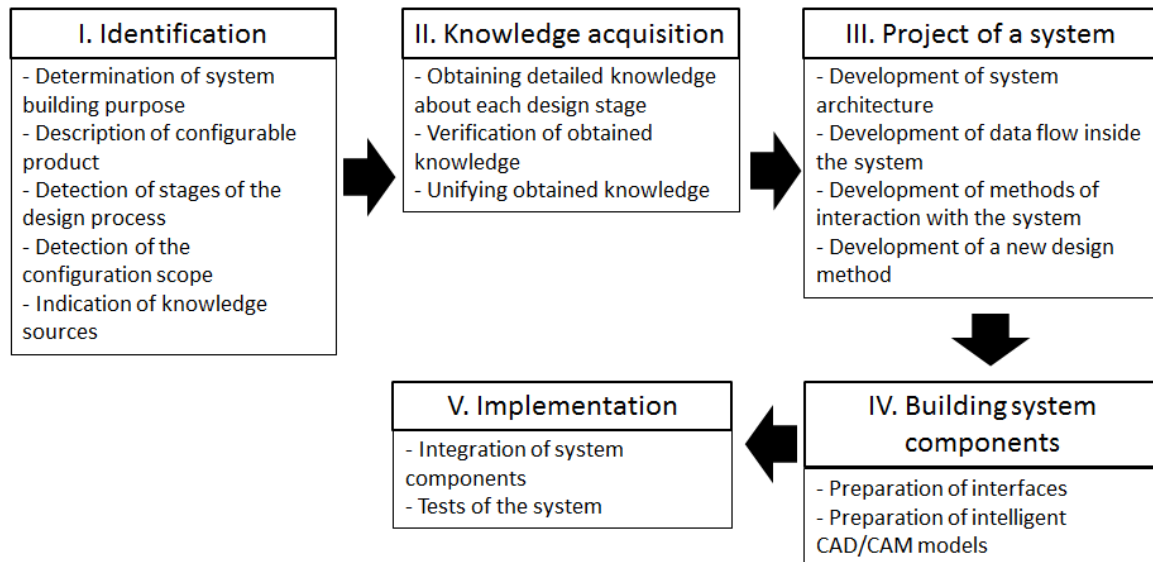 I. Identification
- Determination of system
building purpose
- Description of configurable
product
- Detection of stages of the
design process
- Detection of the
configuration scope
- Indication of knowledge
sources
II. Knowledge acquisition
- Obtaining detailed knowledge
about each design stage
- Verification of obtained
knowledge
- Unifying obtained knowledge
III. Project of a system
- Development of system
architecture
- Development of data flow inside
the system
- Development of methods of
interaction with the system
- Development of a new design
method
IV. Building system
components
- Preparation of interfaces
- Preparation of intelligent
CAD/CAM models
V. Implementation
- Integration of system
components
- Tests of the system